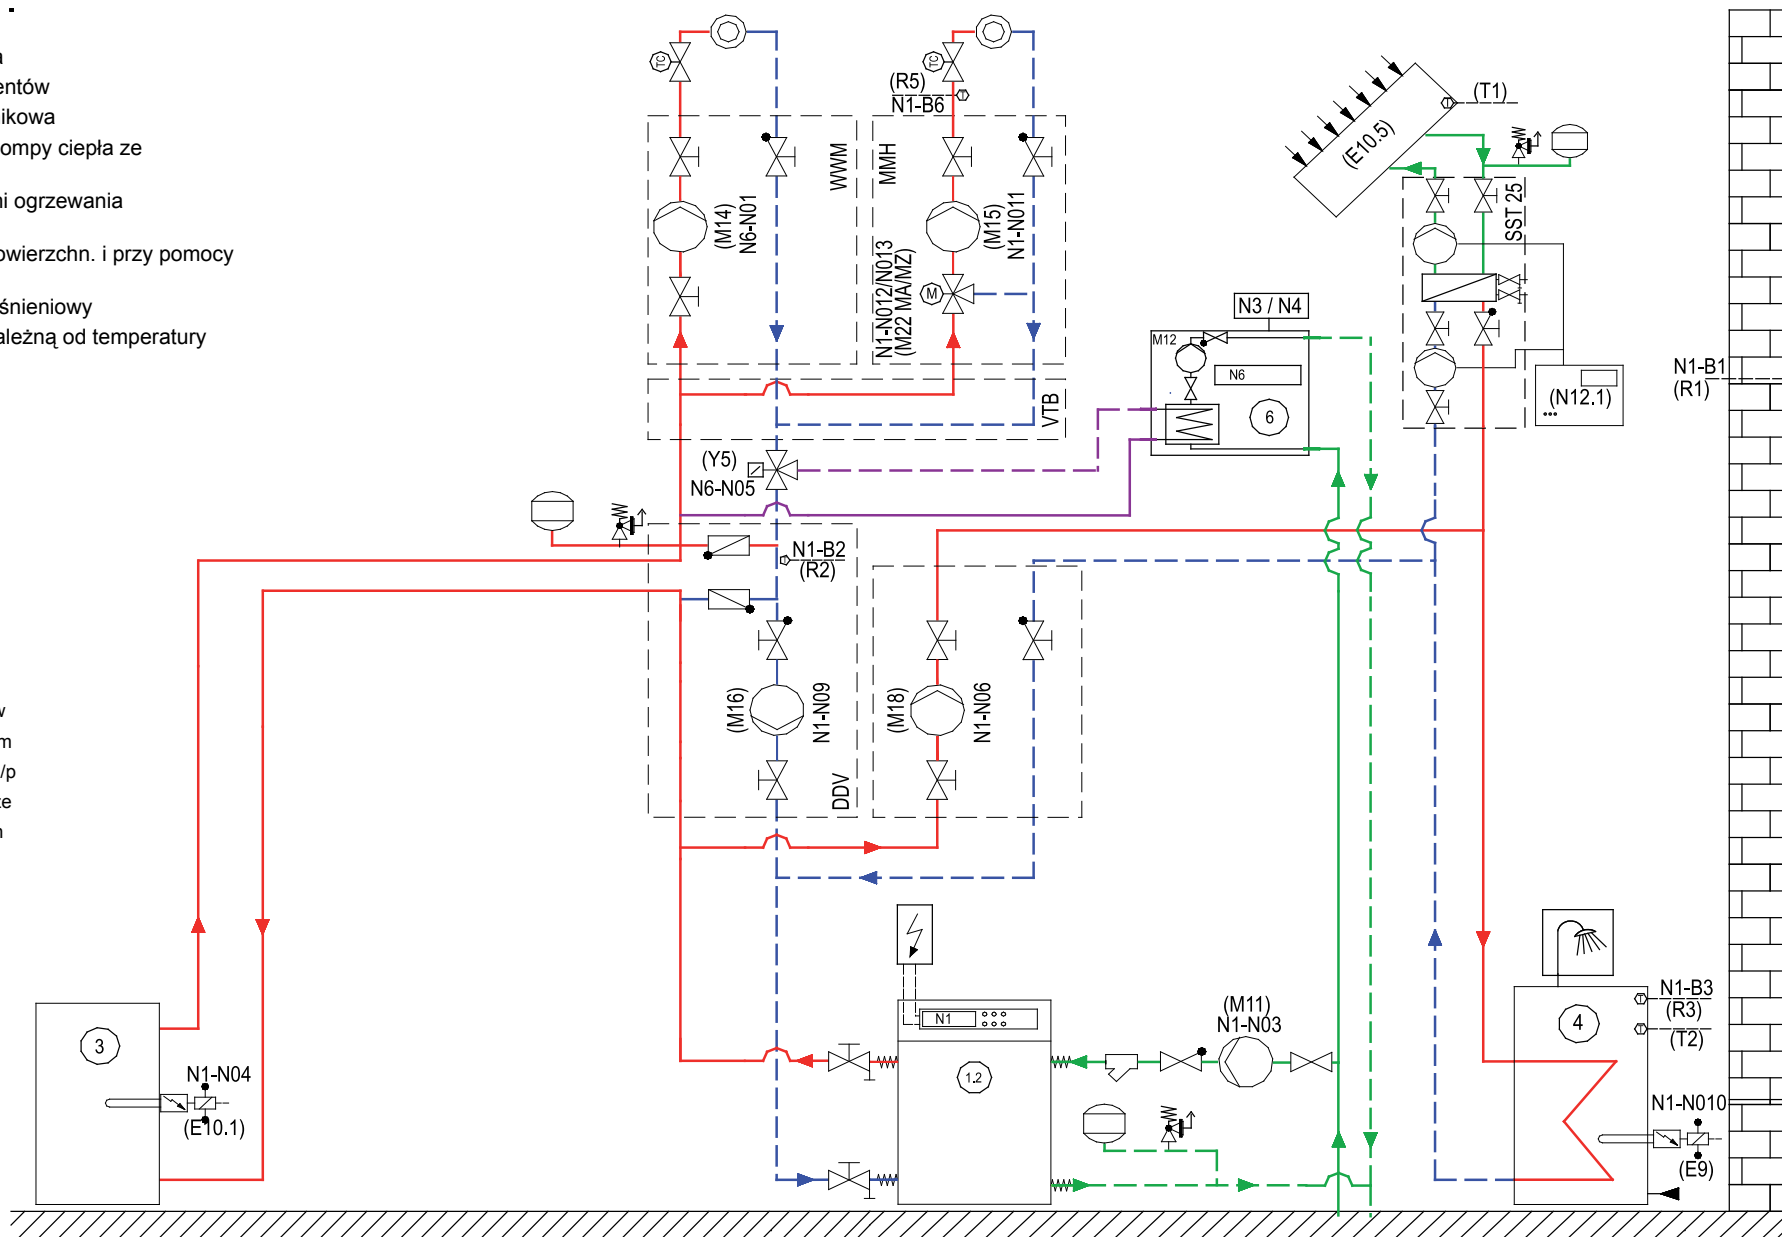 a
entów
nikowa
ompy ciepła ze
ni ogrzewania
owierzchn. i przy pomocy
śnieniowy
ależną od temperatury
w
m
/p
te
h
TC
TC
(R5)
N1-B6
(T1)
(E10.5)
WWM
MMH
(M14)
N6-N01
(M15)
N1-N011
N1-N012/N013
(M22 MA/MZ)
M
SST 25
N3 / N4
M12
N6
6
(N12.1)
N1-B1
(R1)
VTB
(Y5)
N6-N05
N1-B2
(R2)
(M16)
N1-N09
DDV
(M18)
N1-N06
N1
1.2
(M11)
N1-N03
3
N1-N04
(E10.1)
4
N1-B3
(R3)
(T2)
N1-N010
(E9)
T
T
T
T
T